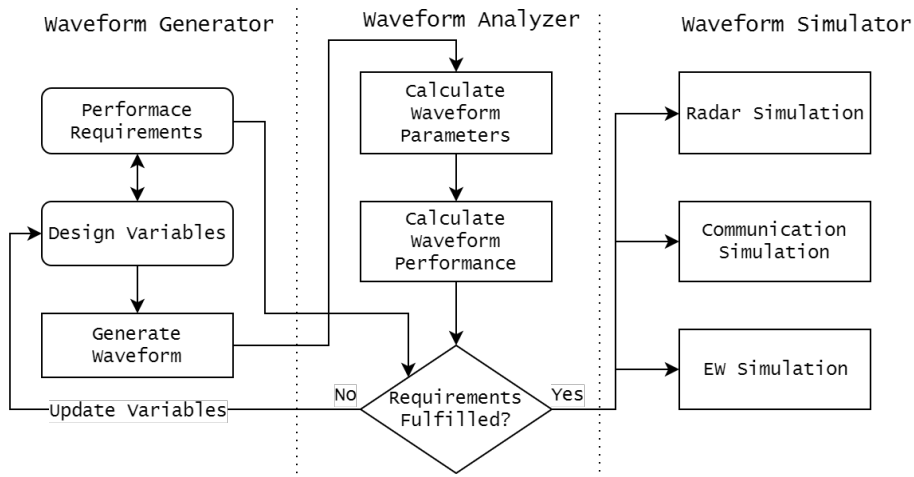 Waveform Generator
Waveform Analyzer
Waveform Simulator
Performace
Requirements
Design Variables
Generate
Waveform
Update Variables
Calculate
Waveform
Parameters
Calculate
Waveform
Performance
Requirements
Fulfilled?
No
Yes
Radar Simulation
Communication
Simulation
EW Simulation